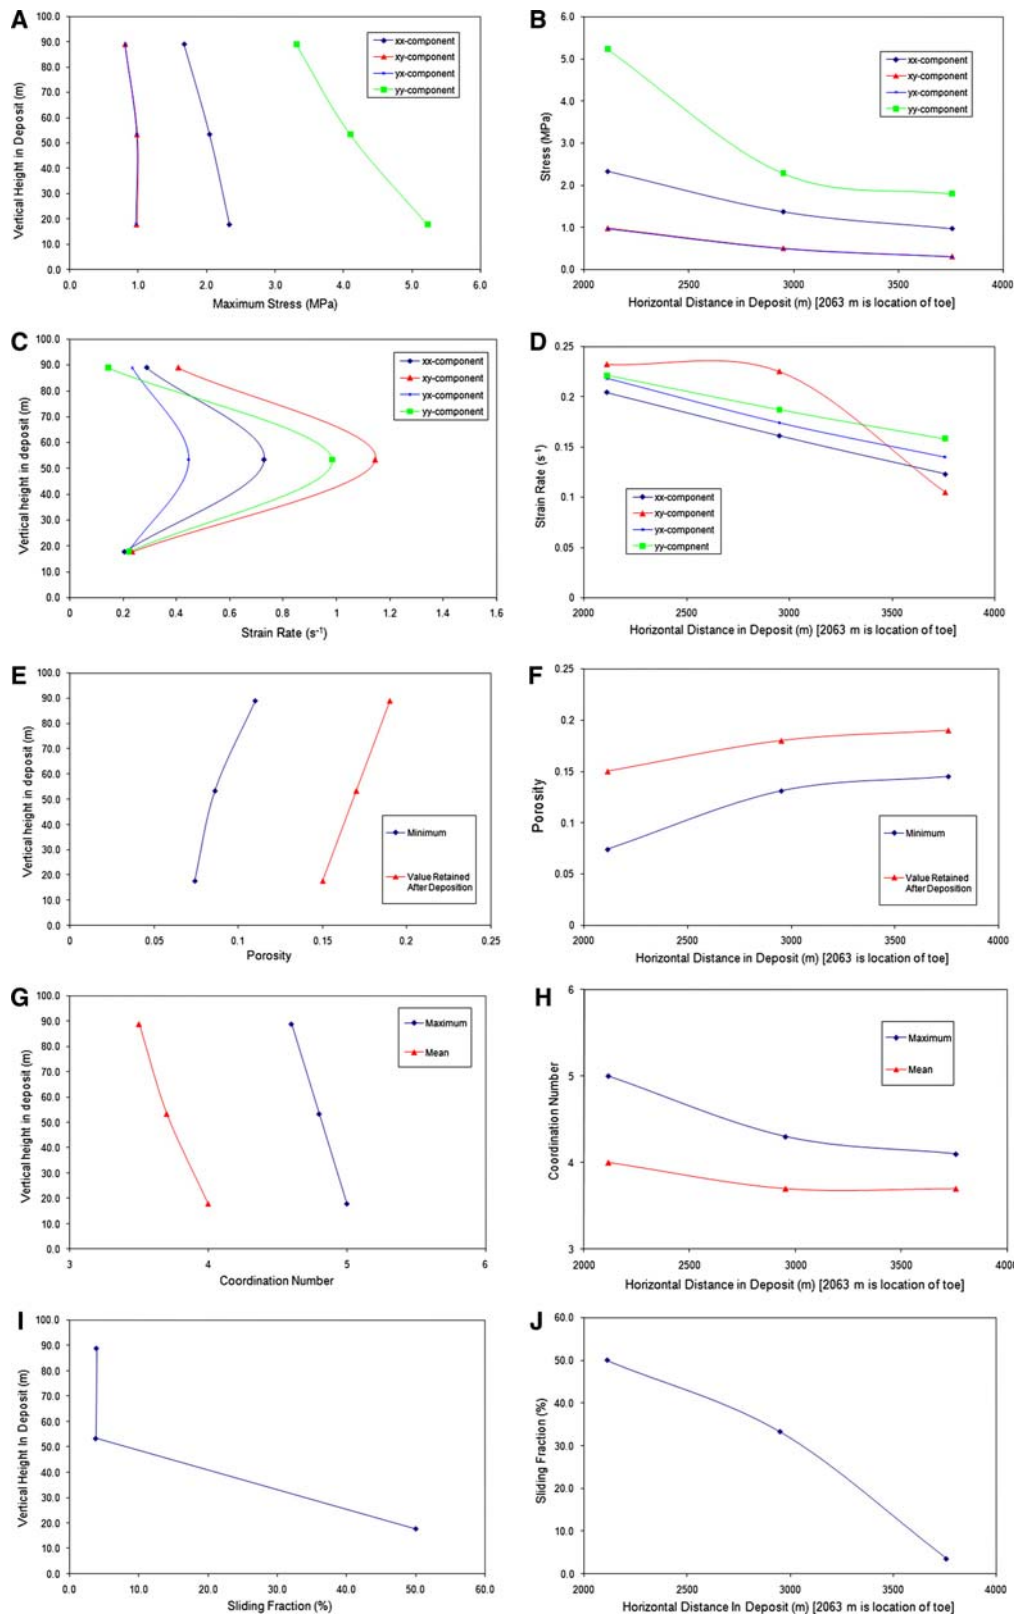 A
100.0
90.0
80.0
70.0
60.0
50.0
40.0
30.0
20.0
10.0
0.0
Vertical Height in Deposit (m)
xx-component
xy-component
yx-component
yy-component
0.0 1.0 2.0 3.0 4.0 5.0 6.0
Maximum Stress (MPa)
B
6.0
5.0
4.0
3.0
2.0
1.0
0.0
Stress (MPa)
xx-component
xy-component
yx-component
yy-component
2000 2500 3000 3500 4000
Horizontal Distance in Deposit (m) [2063 m is location of toe]
C
100.0
90.0
80.0
70.0
60.0
50.0
40.0
30.0
20.0
10.0
0.0
Vertical height in deposit (m)
xx-component
xy-component
yx-component
yy-component
0 0.2 0.4 0.6 0.8 1 1.2 1.4 1.6
Strain Rate (s⁻¹)
D
0.25
0.2
0.15
0.1
0.05
0
Strain Rate (s⁻¹)
xx-component
xy-component
yx-component
yy-compnent
2000 2500 3000 3500 4000
Horizontal Distance in Deposit (m) [2063 m is location of toe]
E
100.0
90.0
80.0
70.0
60.0
50.0
40.0
30.0
20.0
10.0
0.0
Vertical height in deposit (m)
Minimum
Value Retained
After Deposition
0 0.05 0.1 0.15 0.2 0.25
Porosity
F
0.25
0.2
0.15
0.1
0.05
0
Porosity
Minimum
Value Retained
After Deposition
2000 2500 3000 3500 4000
Horizontal Distance in Deposit (m) [2063 is location of toe]
G
100.0
90.0
80.0
70.0
60.0
50.0
40.0
30.0
20.0
10.0
0.0
Vertical height in deposit (m)
Maximum
Mean
3 4 5 6
Coordination Number
H
6
5
4
3
Coordination Number
Maximum
Mean
2000 2500 3000 3500 4000
Horizontal Distance in Deposit (m) [2063 m is location of toe]
I
100.0
90.0
80.0
70.0
60.0
50.0
40.0
30.0
20.0
10.0
0.0
Vertical Height In Deposit (m)
0.0 10.0 20.0 30.0 40.0 50.0 60.0
Sliding Fraction (%)
J
60.0
50.0
40.0
30.0
20.0
10.0
0.0
Sliding Fraction (%)
2000 2500 3000 3500 4000
Horizontal Distance In Deposit (m) [2063 m is location of toe]